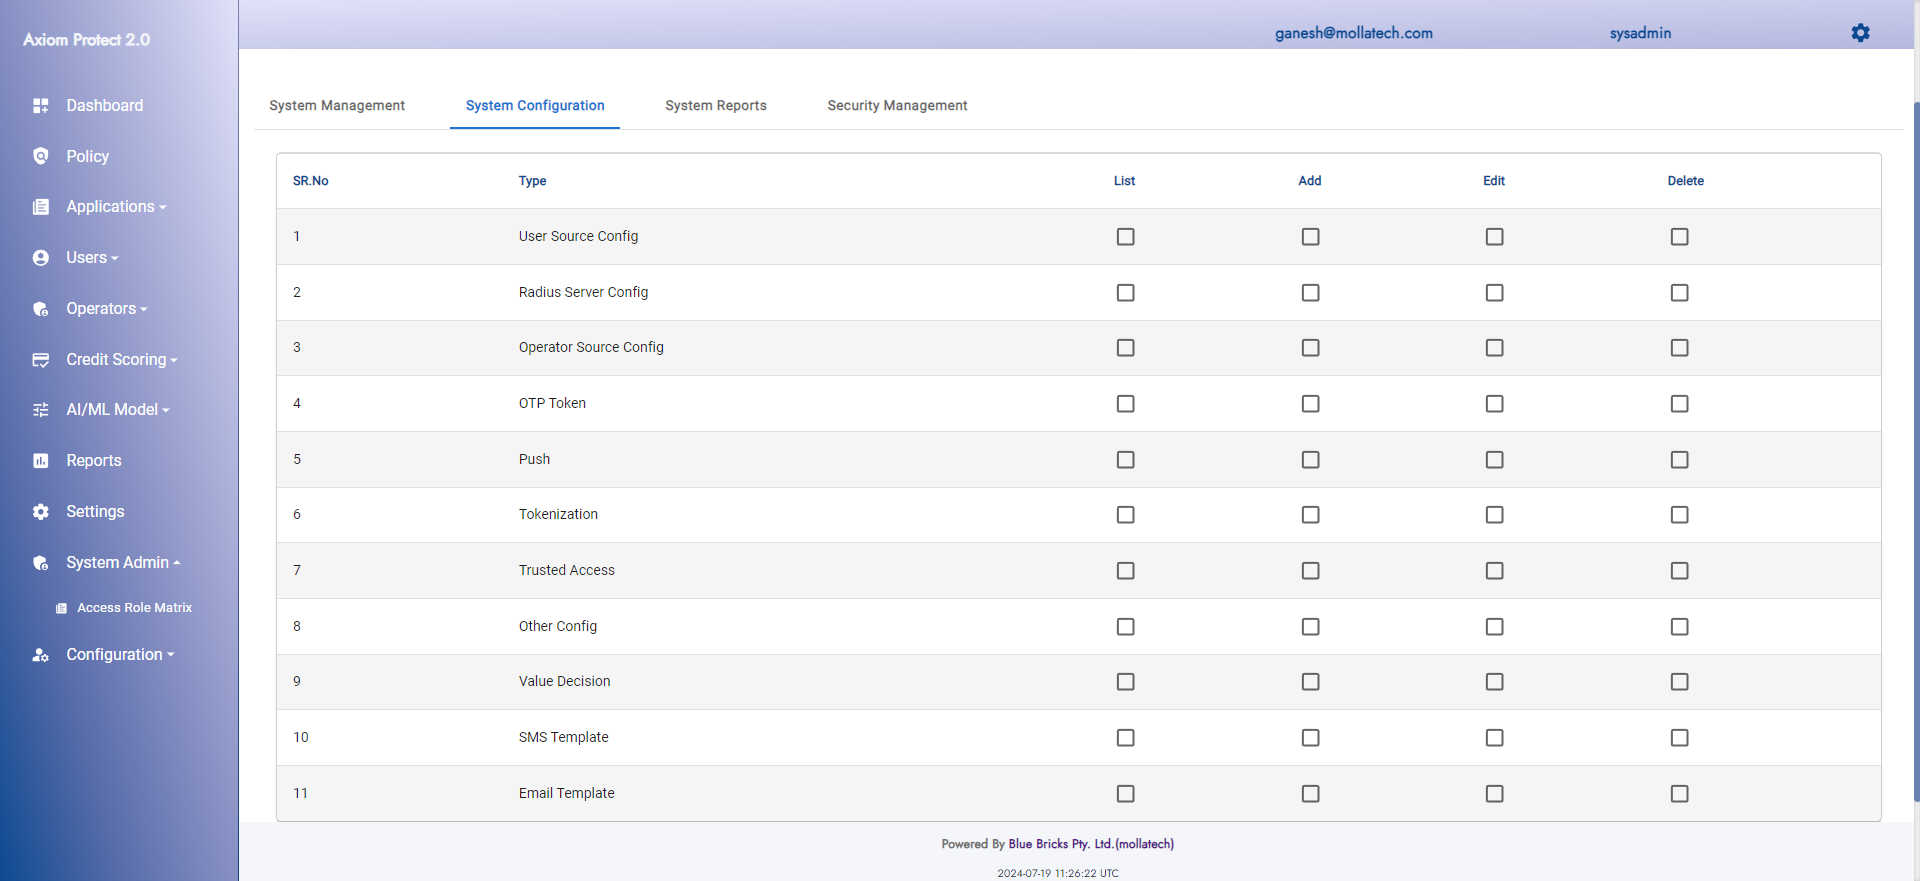 Axiom Protect 2.0
ganesh@mollatech.com sysadmin
Dashboard
Policy
Applications
Users
Operators
Credit Scoring
AI/ML Model
Reports
Settings
System Admin
Access Role Matrix
Configuration
System Management System Configuration System Reports Security Management
SR.No Type List Add Edit Delete
1 User Source Config
2 Radius Server Config
3 Operator Source Config
4 OTP Token
5 Push
6 Tokenization
7 Trusted Access
8 Other Config
9 Value Decision
10 SMS Template
11 Email Template
Powered By Blue Bricks Pty. Ltd.(mollatech)
2024-07-19 11:26:22 UTC